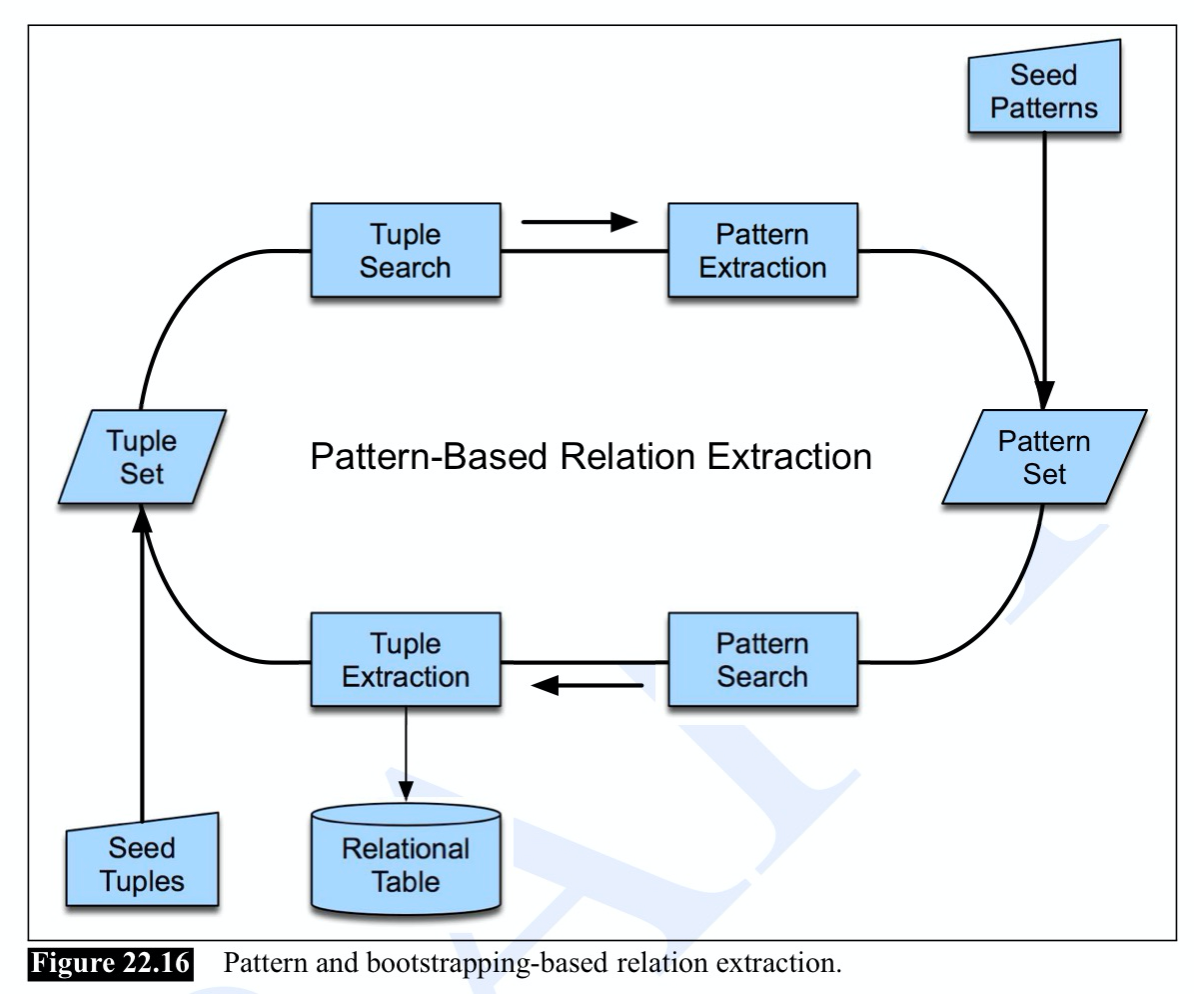 Seed
Patterns
Tuple
Search
Pattern
Extraction
Tuple
Set
Pattern-Based Relation Extraction
Pattern
Set
Tuple
Extraction
Pattern
Search
Seed
Tuples
Relational
Table
Figure 22.16 Pattern and bootstrapping-based relation extraction.